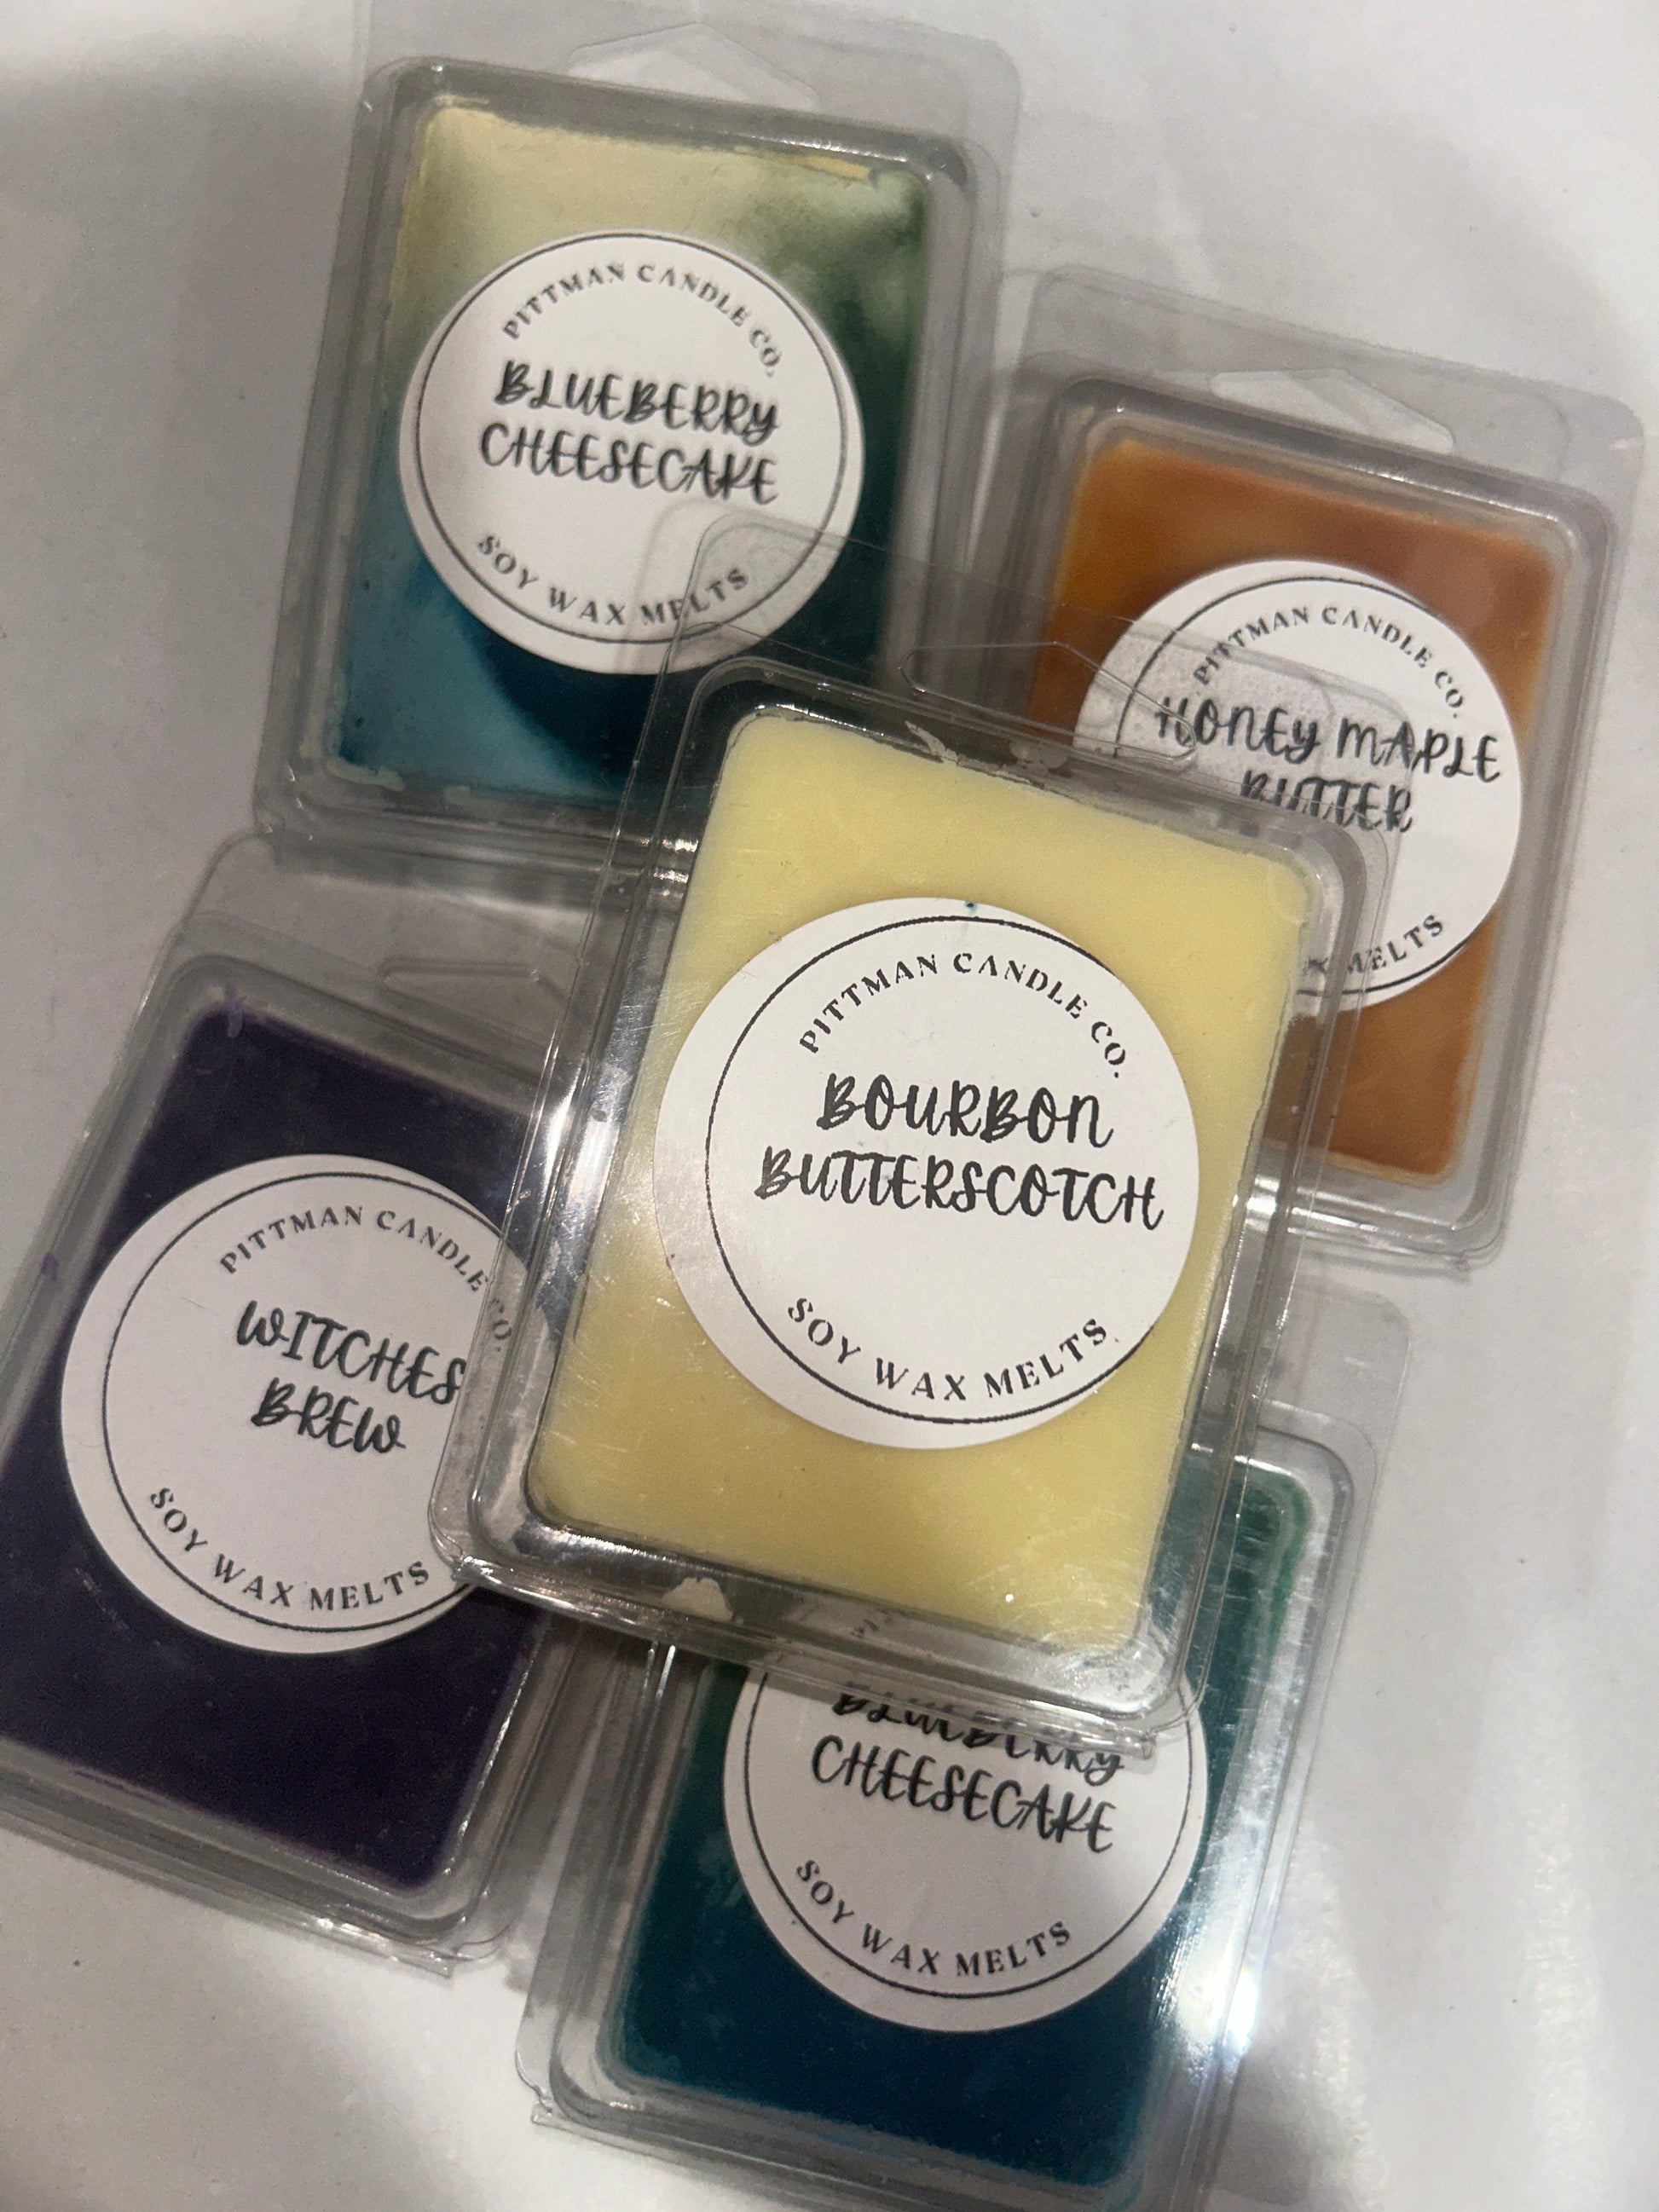 PITTMAN CANDLE CO.
BLUEBERRY
CHEESECAKE
SOY WAX MELTS
PITTMAN CANDLE CO.
HONEY MAPLE
BUTTER
MELTS
PITTMAN CANDLE CO.
BOURBON
BUTTERSCOTCH
SOY WAX MELTS
PITTMAN CANDLE CO.
WITCHES
BREW
SOY WAX MELTS
BLUEBERRY
CHEESECAKE
SOY WAX MELTS